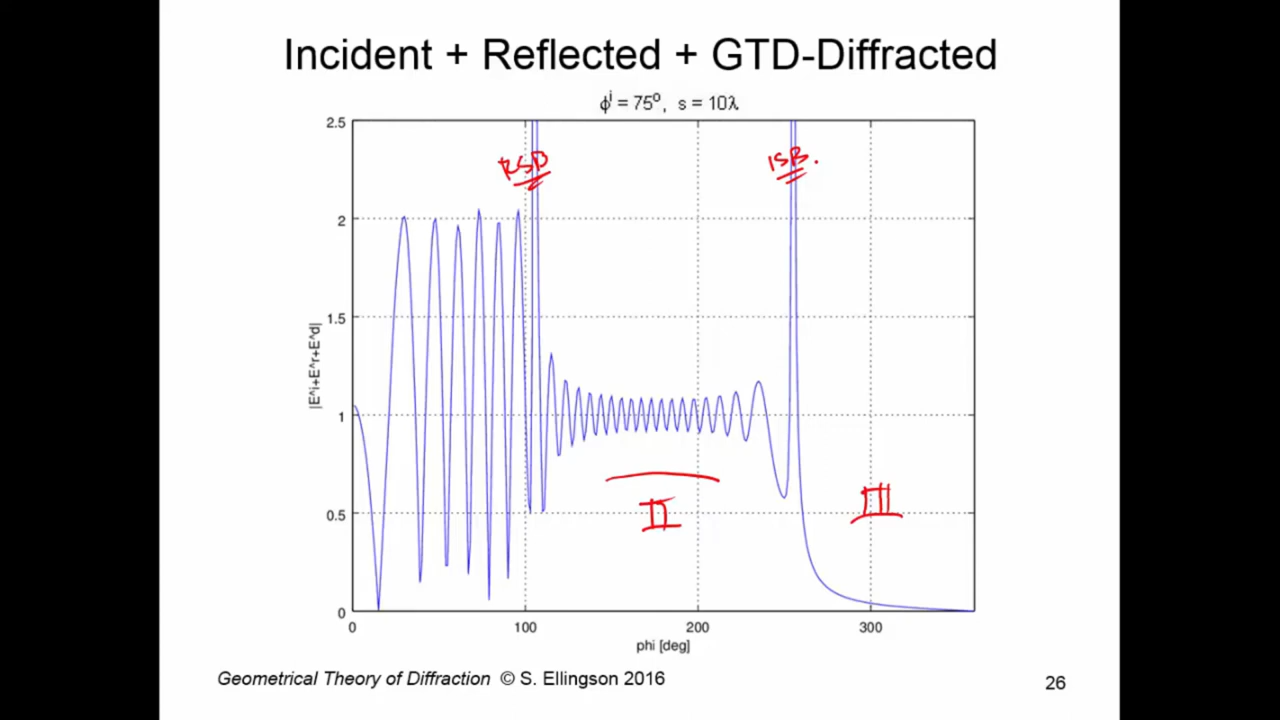 Incident + Reflected + GTD-Diffracted
ϕⁱ = 75º, s = 10λ
2.5
RSB
ISB.
2
1.5
|E^i+E^r+E^d|
1
II
III
0.5
0
0 100 200 300
phi [deg]
Geometrical Theory of Diffraction © S. Ellingson 2016
26